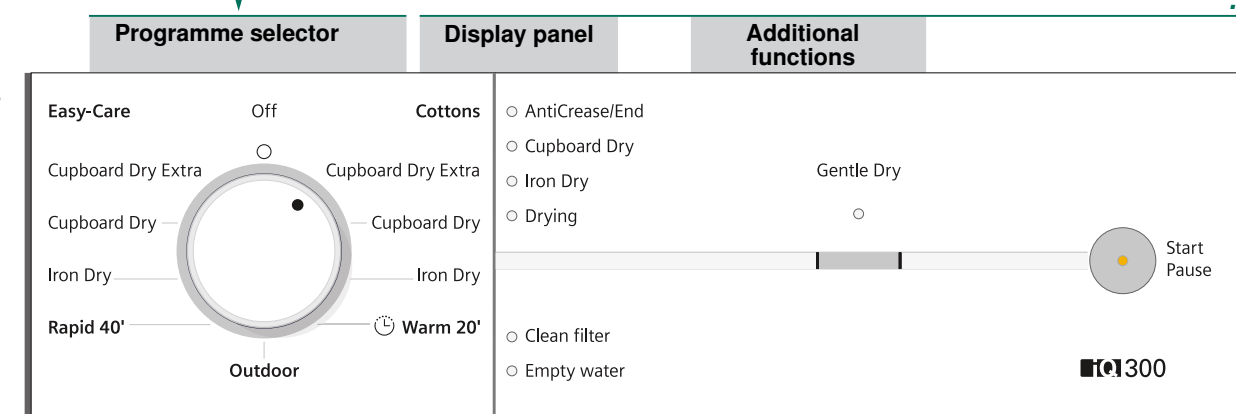 Programme selector
Display panel
Additional
functions
Easy-Care
Off
Cottons
Cupboard Dry Extra
Cupboard Dry Extra
Cupboard Dry
Cupboard Dry
Iron Dry
Iron Dry
Rapid 40'
Warm 20'
Outdoor
AntiCrease/End
Cupboard Dry
Iron Dry
Drying
Gentle Dry
Start
Pause
Clean filter
Empty water
iQ300